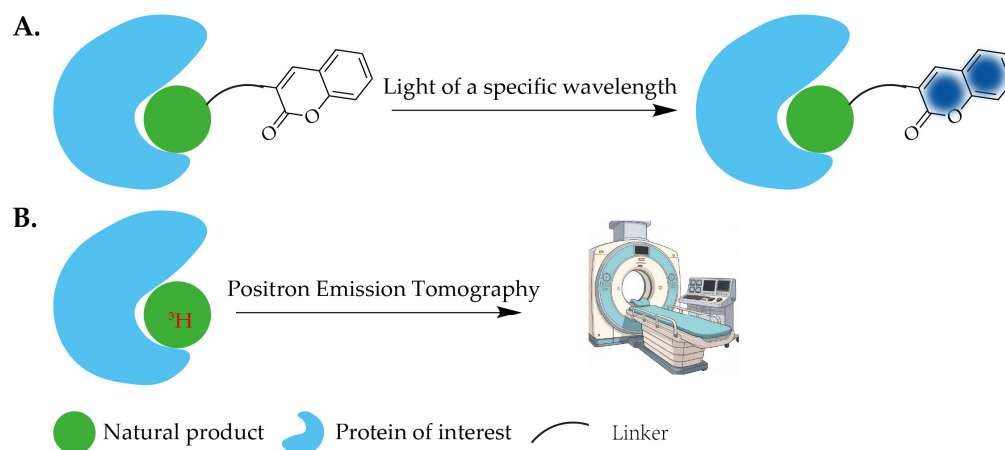 A.
Light of a specific wavelength
O
O
O
O
B.
Positron Emission Tomography
³H
Natural product
Protein of interest
Linker